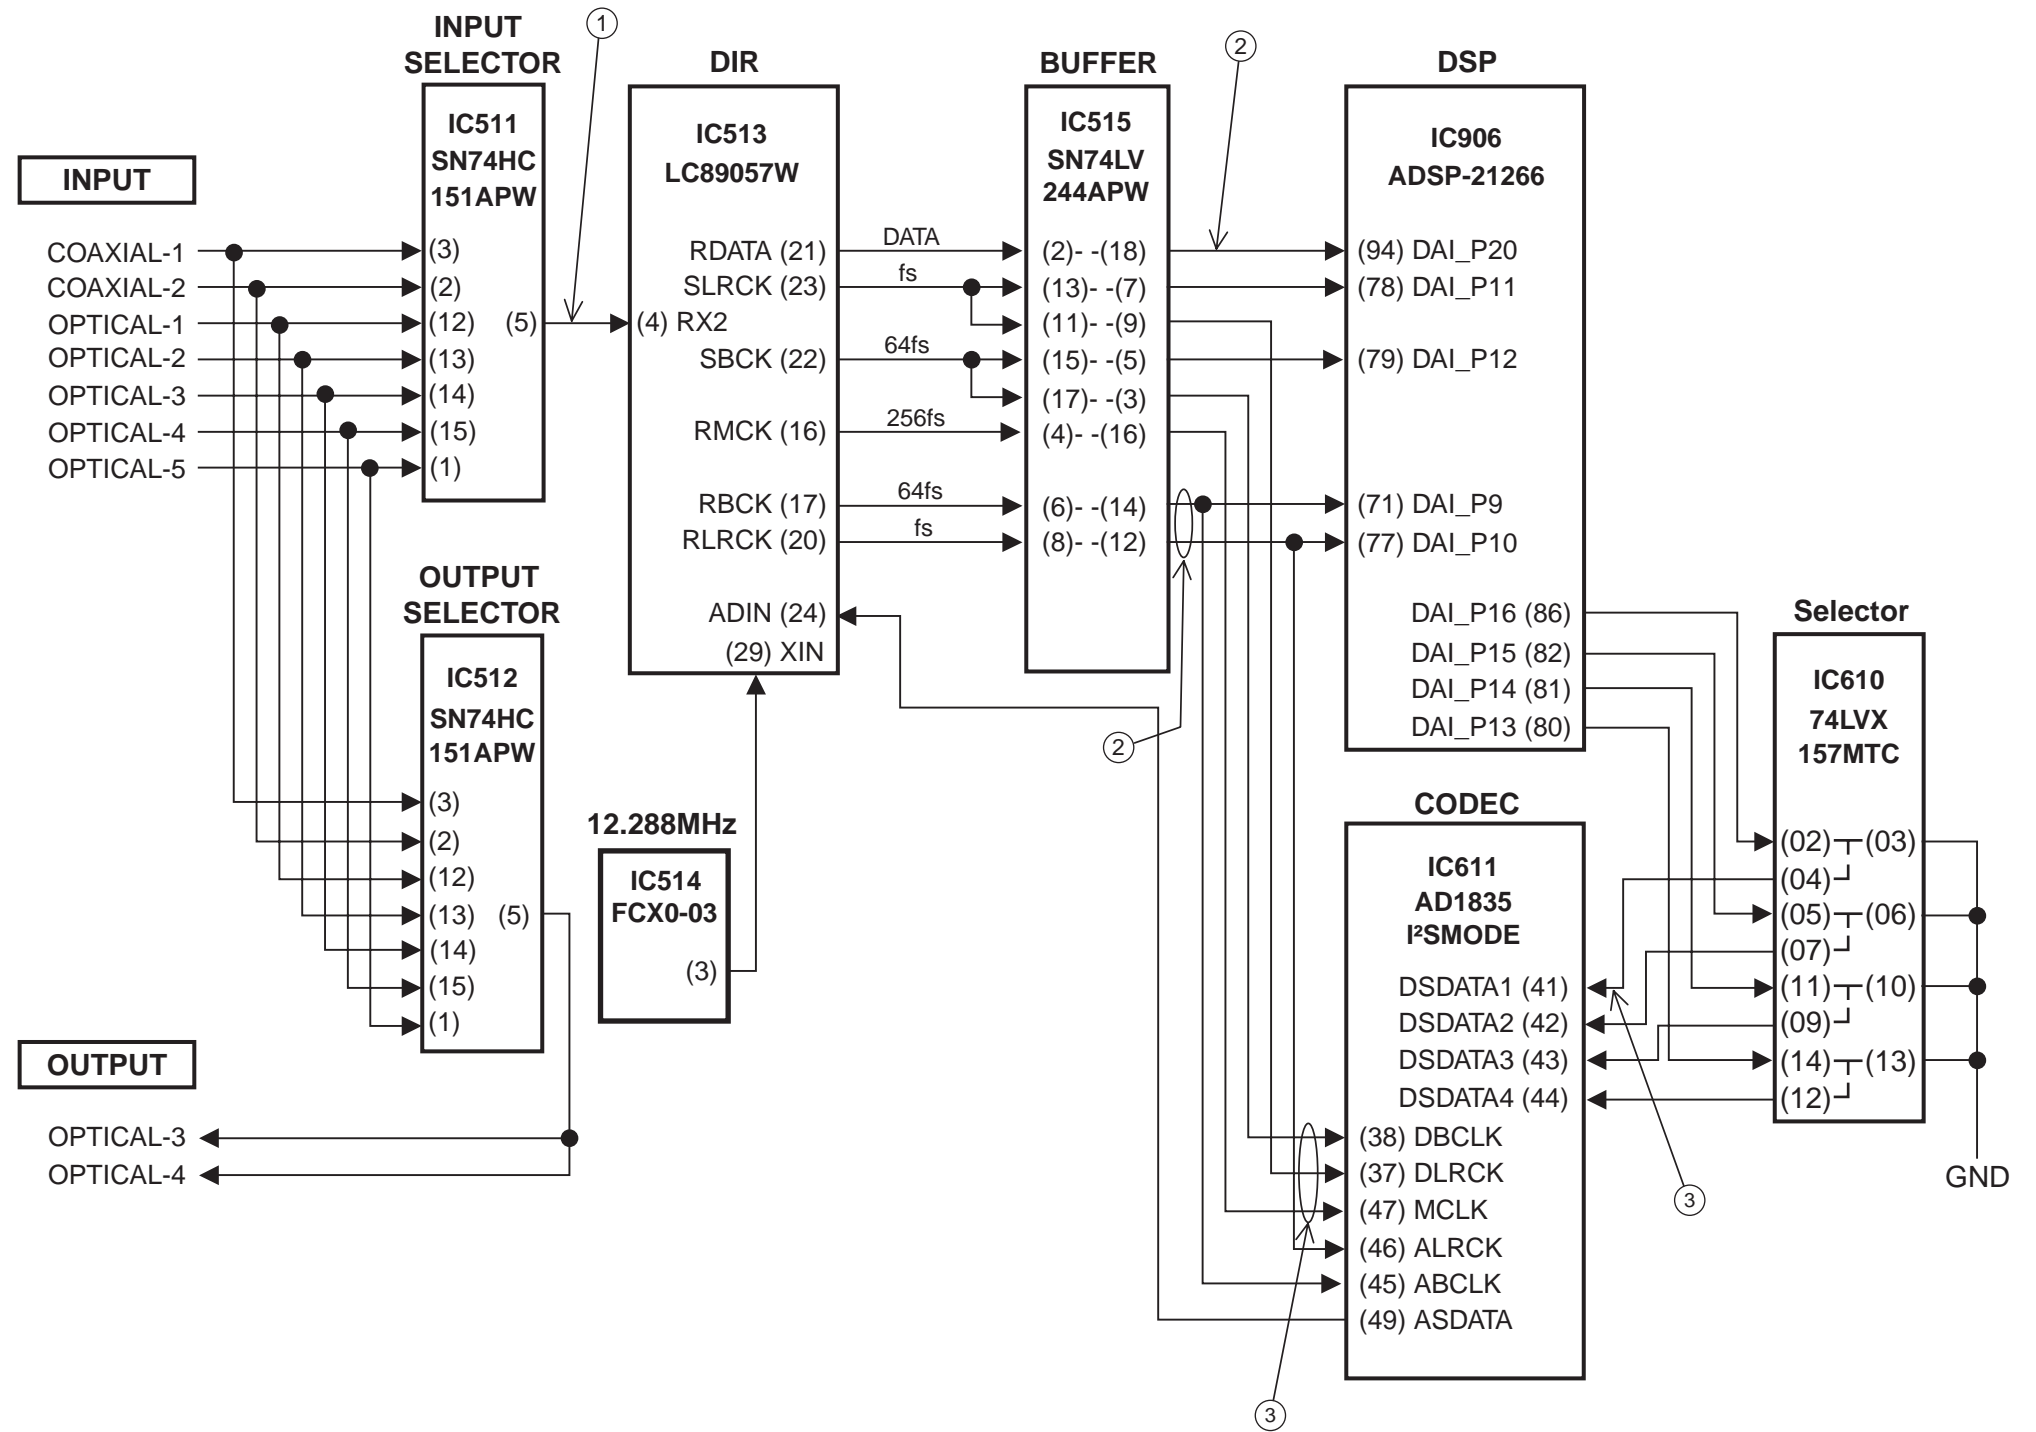 INPUT
SELECTOR
IC511
SN74HC
151APW
(3)
(2)
(12)
(13)
(14)
(15)
(1)
(5)
1
INPUT
COAXIAL-1
COAXIAL-2
OPTICAL-1
OPTICAL-2
OPTICAL-3
OPTICAL-4
OPTICAL-5
OUTPUT
SELECTOR
IC512
SN74HC
151APW
(3)
(2)
(12)
(13)
(14)
(15)
(1)
(5)
OUTPUT
OPTICAL-3
OPTICAL-4
DIR
IC513
LC89057W
RDATA (21)
SLRCK (23)
(4) RX2
SBCK (22)
RMCK (16)
RBCK (17)
RLRCK (20)
ADIN (24)
(29) XIN
DATA
fs
64fs
256fs
64fs
fs
12.288MHz
IC514
FCX0-03
(3)
BUFFER
IC515
SN74LV
244APW
(2)- -(18)
(13)- -(7)
(11)- -(9)
(15)- -(5)
(17)- -(3)
(4)- -(16)
(6)- -(14)
(8)- -(12)
2
2
DSP
IC906
ADSP-21266
(94) DAI_P20
(78) DAI_P11
(79) DAI_P12
(71) DAI_P9
(77) DAI_P10
DAI_P16 (86)
DAI_P15 (82)
DAI_P14 (81)
DAI_P13 (80)
CODEC
IC611
AD1835
I²SMODE
DSDATA1 (41)
DSDATA2 (42)
DSDATA3 (43)
DSDATA4 (44)
(38) DBCLK
(37) DLRCK
(47) MCLK
(46) ALRCK
(45) ABCLK
(49) ASDATA
3
3
Selector
IC610
74LVX
157MTC
(02) (03)
(04)
(05) (06)
(07)
(11) (10)
(09)
(14) (13)
(12)
GND